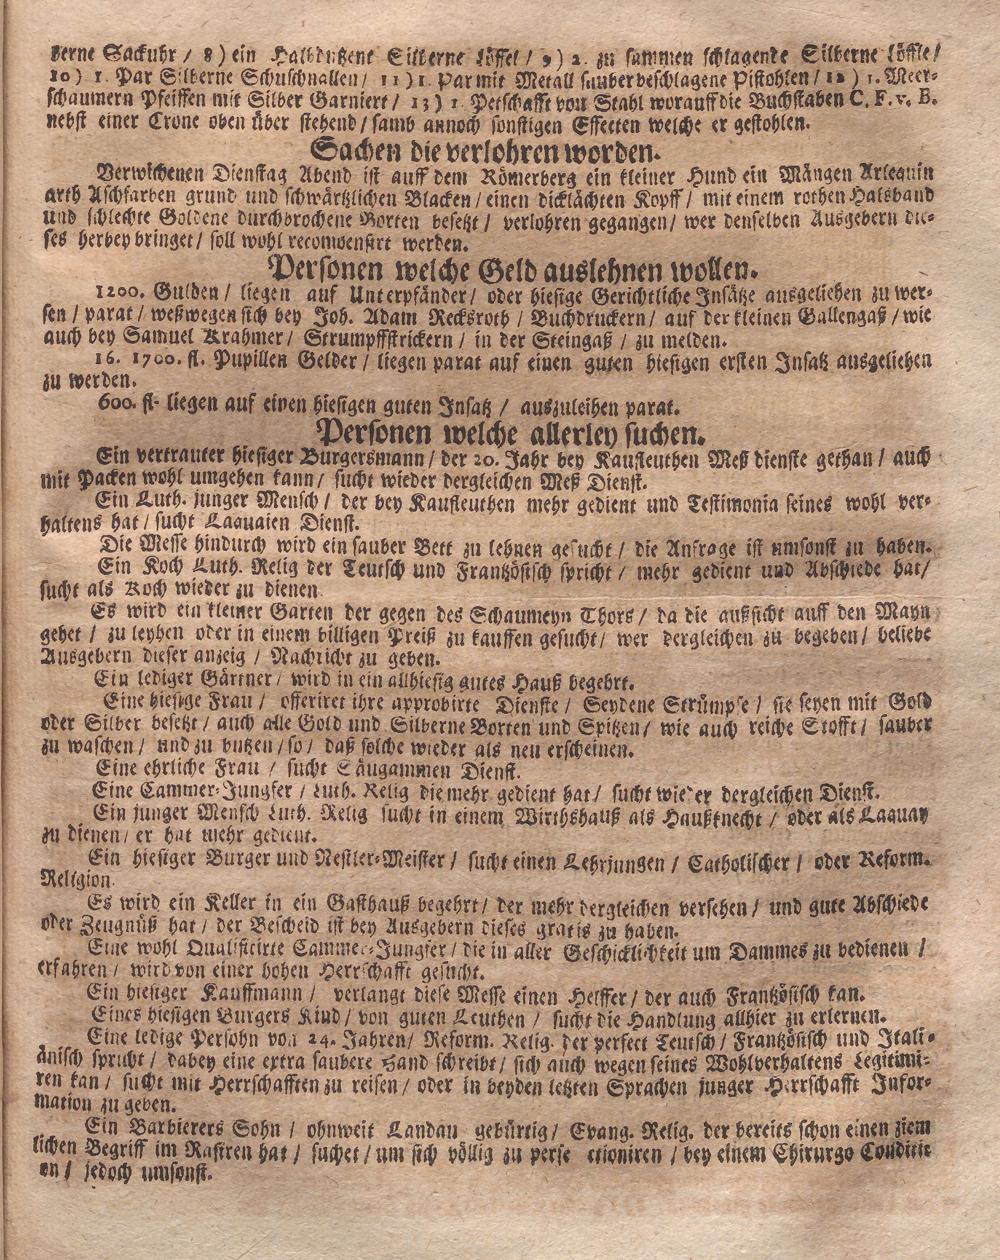 berne Sackuhr / 8) ein Halbdutzent Silberne Löffel / 9) 2. zu sammen schlagende Silberne Löffle /
10) 1. Par Silberne Schuschnallen / 11) 1. Par mit Metall sauber beschlagene Pistohlen / 12) 1. Meer-
schaumern Pfeiffen mit Silber Garniert / 13) 1 Petschafft von Stahl worauff die Buchstaben C. F. v. B.
nebst einer Crone oben über stehend / samb annoch sonstigen Effecten welche er gestohlen.
Sachen die verlohren worden.
Verwichenen Dienstag Abend ist auff dem Römerberg ein kleiner Hund ein Mängen Arlequin
arth Aschfarben grund und schwärtzlichen Blacken / einen dicklächten Kopff / mit einem rothen Halsband
und schlechte Goldene durchbrochene Borten besetzt / verlohren gegangen / wer denselben Ausgebern die-
ses herbey bringet / soll wohl recompensirt werden.
Personen welche Geld auslehnen wollen.
1200. Gulden / liegen auf Unterpfänder / oder hiesige Gerichtliche Insätze ausgeliehen zu wer-
sen / parat / weßwegen sich bey Joh. Adam Recksroth / Buchdruckern / auf der kleinen Gallengaß / wie
auch bey Samuel Krahmer / Strumpffstrickern / in der Steingaß / zu melden.
16. 1700. fl. Pupillen Gelder / liegen parat auf einen guten hiesigen ersten Insatz ausgeliehen
zu werden.
600. fl. liegen auf einen hiesigen guten Insatz / auszuleihen parat.
Personen welche allerley suchen.
Ein vertrauter hiesiger Burgersmann / der 20. Jahr bey Kaufleuthen Meß dienste gethan / auch
mit Packen wohl umgehen kann / sucht wieder dergleichen Meß Dienst.
Ein Luth. junger Mensch / der bey Kaufleuthen mehr gedient und Testimonia seines wohl ver-
haltens hat / sucht Laquaien Dienst.
Die Messe hindurch wird ein sauber Bett zu lehnen gesucht / die Anfrage ist umsonst zu haben.
Ein Koch Luth. Relig der Teutsch und Frantzösisch spricht / mehr gedient und Abschiede hat /
sucht als Koch wieder zu dienen
Es wird ein kleiner Garten der gegen des Schaumeyn Thors / da die außsicht auff den Mayn
gehet / zu leyhen oder in einem billigen Preiß zu kauffen gesucht / wer dergleichen zu begeben / beliebe
Ausgebern dieser anzeig / Nachricht zu geben.
Ein lediger Gärtner / wird in ein allhiesig gutes Hauß begehrt.
Eine hiesige Frau / offeriret ihre approbirte Dienste / Seydene Strümpfe / sie seyen mit Gold
oder Silber besetzt / auch alle Gold und Silberne Borten und Spitzen / wie auch reiche Stofft / sauber
zu waschen / und zu butzen / so / daß solche wieder als neu erscheinen.
Eine ehrliche Frau / sucht Säugammen Dienst.
Eine Cammer-Jungfer / Luth. Relig die mehr gedient hat / sucht wieder dergleichen Dienst.
Ein junger Mensch Luth. Relig sucht in einem Wirthshauß als Haußknecht / oder als Laquay
zu dienen / er hat mehr gedient.
Ein hiesiger Burger und Nestler-Meister / sucht einen Lehrjungen / Catholischer / oder Reform.
Religion.
Es wird ein Keller in ein Gasthauß begehrt / der mehr dergleichen versehen / und gute Abschiede
oder Zeugnüß hat / der Bescheid ist bey Ausgebern dieses gratis zu haben.
Eine wohl Qualificirte Cammer-Jungfer / die in aller Geschicklichkeit um Dammes zu bedienen /
erfahren / wird von einer hohen Herrschafft gesucht.
Ein hiesiger Kauffmann / verlangt diese Messe einen Helffer / der auch Frantzösisch kan.
Eines hiesigen Burgers Kind / von guten Leuthen / sucht die Handlung allhier zu erlernen.
Eine ledige Persohn von 24. Jahren / Reform. Relig. der perfect Teutsch / Frantzösisch und Itali-
änisch spricht / dabey eine extra saubere Hand schreibt / sich auch wegen seines Wohlverhaltens Legitimi-
ren kan / sucht mit Herrschafften zu reisen / oder in beyden letzten Sprachen junger Herrschafft Infor-
mation zu geben.
Ein Barbierers Sohn / ohnweit Landau gebürtig / Evang. Relig. der bereits schon einen ziem
lichen Begriff im Rasiren hat / suchet / um sich völlig zu perfectioniren / bey einem Chirurgo Conditi
on / jedoch umsonst.